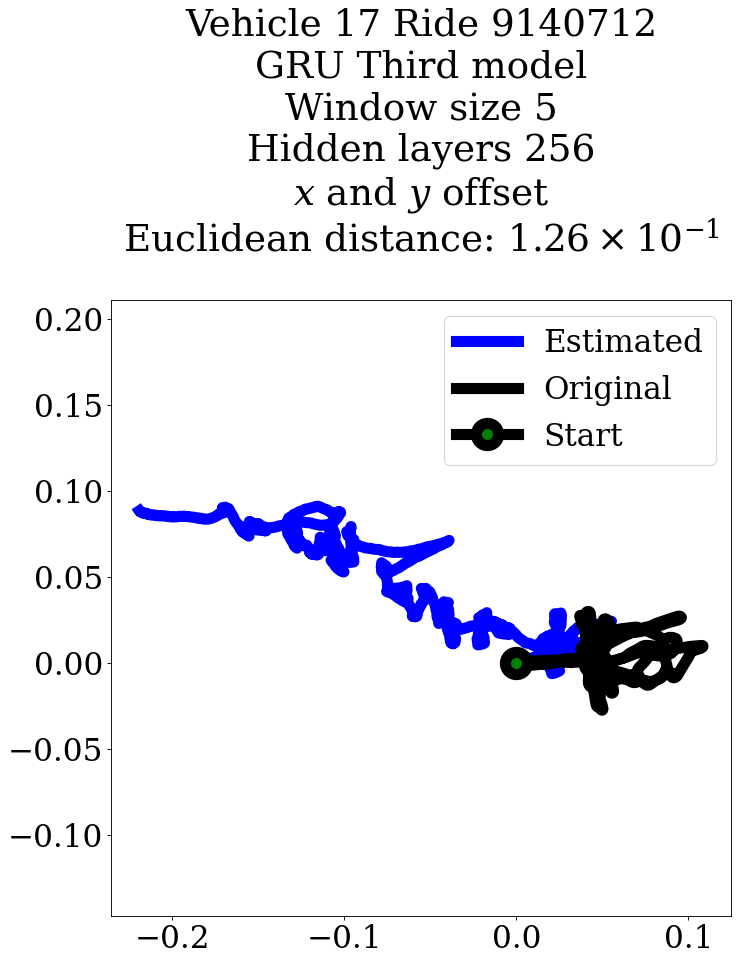 Vehicle 17 Ride 9140712
GRU Third model
Window size 5
Hidden layers 256
x and y offset
Euclidean distance: 1.26 × 10⁻¹
Estimated
Original
Start
0.20
0.15
0.10
0.05
0.00
−0.05
−0.10
−0.2 −0.1 0.0 0.1